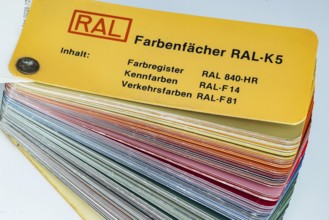 RAL
Farbenfächer RAL-K5
Inhalt:
Farbregister RAL 840-HR
Kennfarben RAL-F14
Verkehrsfarben RAL-F81